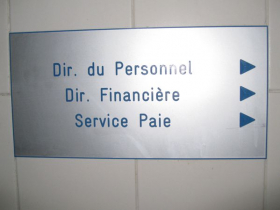 Dir. du Personnel
Dir. Financière
Service Paie